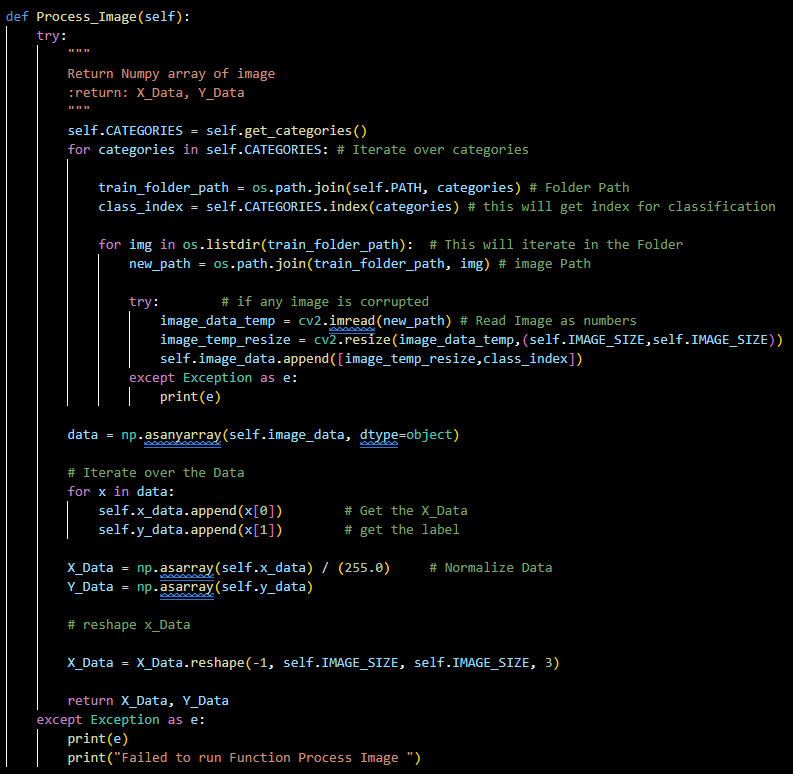 def Process_Image(self):
    try:
        """
        Return Numpy array of image
        :return: X_Data, Y_Data
        """
        self.CATEGORIES = self.get_categories()
        for categories in self.CATEGORIES: # Iterate over categories

            train_folder_path = os.path.join(self.PATH, categories) # Folder Path
            class_index = self.CATEGORIES.index(categories) # this will get index for classification

            for img in os.listdir(train_folder_path):  # This will iterate in the Folder
                new_path = os.path.join(train_folder_path, img) # image Path

                try:        # if any image is corrupted
                    image_data_temp = cv2.imread(new_path) # Read Image as numbers
                    image_temp_resize = cv2.resize(image_data_temp,(self.IMAGE_SIZE,self.IMAGE_SIZE))
                    self.image_data.append([image_temp_resize,class_index])
                except Exception as e:
                    print(e)

        data = np.asanyarray(self.image_data, dtype=object)

        # Iterate over the Data
        for x in data:
            self.x_data.append(x[0])        # Get the X_Data
            self.y_data.append(x[1])        # get the label

        X_Data = np.asarray(self.x_data) / (255.0)     # Normalize Data
        Y_Data = np.asarray(self.y_data)

        # reshape x_Data

        X_Data = X_Data.reshape(-1, self.IMAGE_SIZE, self.IMAGE_SIZE, 3)

        return X_Data, Y_Data
    except Exception as e:
        print(e)
        print("Failed to run Function Process Image ")